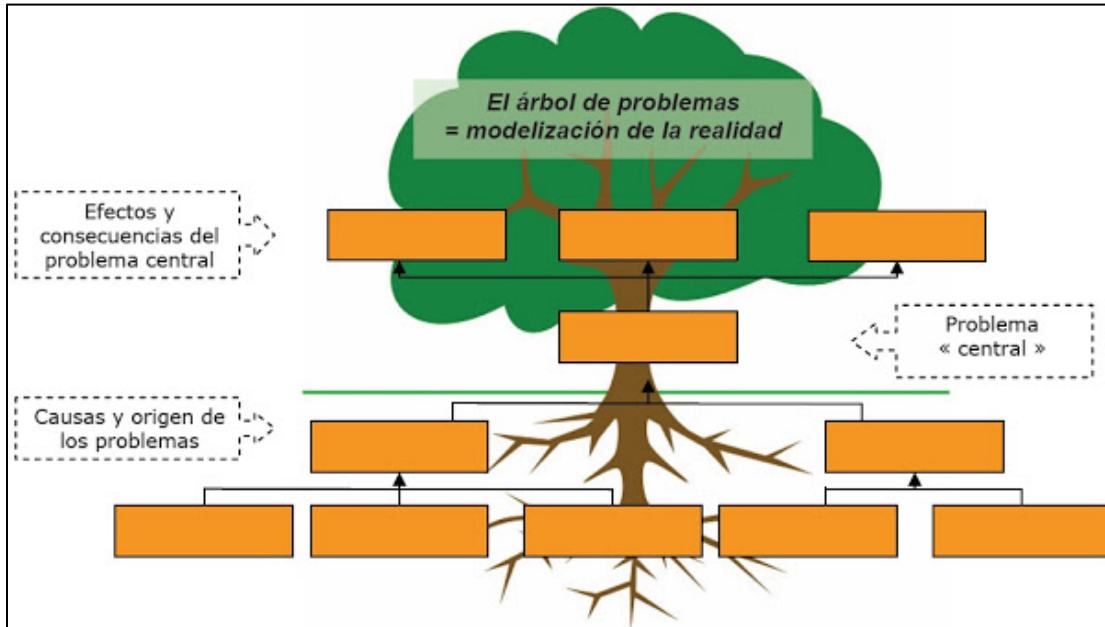 El árbol de problemas
= modelización de la realidad
Efectos y
consecuencias del
problema central
Problema
« central »
Causas y origen de
los problemas